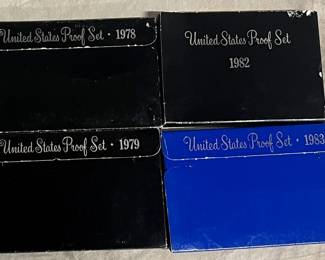 United States Proof Set • 1978
United States Proof Set
1982
United States Proof Set • 1979
United States Proof Set • 1983